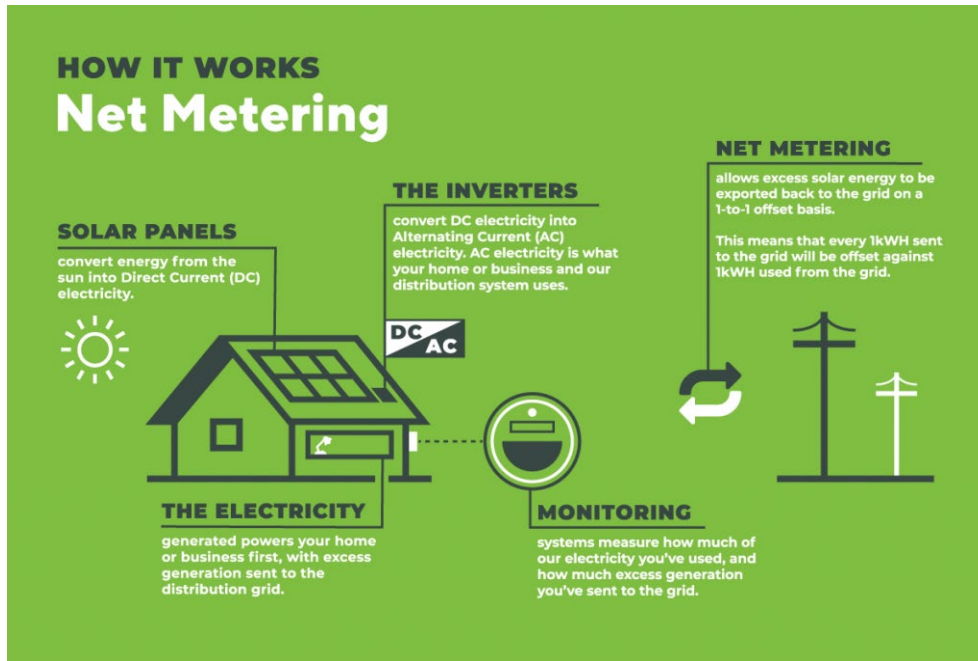 HOW IT WORKS
Net Metering
SOLAR PANELS
convert energy from the
sun into Direct Current (DC)
electricity.
THE INVERTERS
convert DC electricity into
Alternating Current (AC)
electricity. AC electricity is what
your home or business and our
distribution system uses.
DC
AC
NET METERING
allows excess solar energy to be
exported back to the grid on a
1-to-1 offset basis.
This means that every 1kWH sent
to the grid will be offset against
1kWH used from the grid.
THE ELECTRICITY
generated powers your home
or business first, with excess
generation sent to the
distribution grid.
MONITORING
systems measure how much of
our electricity you’ve used, and
how much excess generation
you’ve sent to the grid.